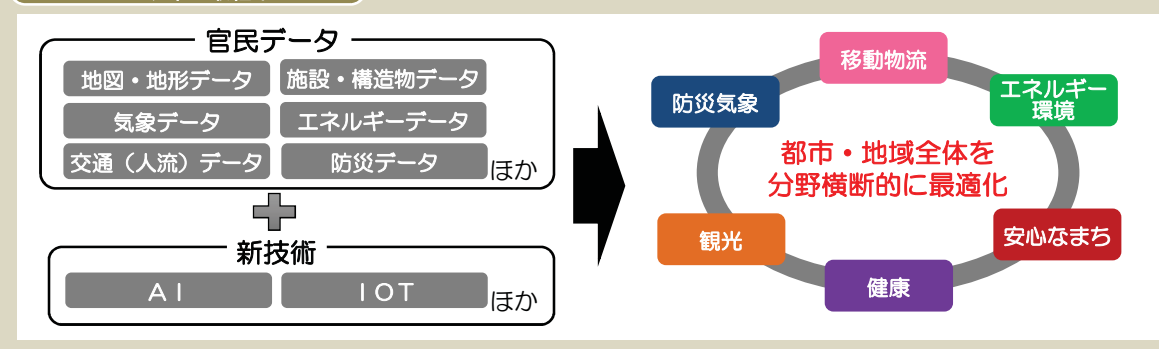 官民データ
地図・地形データ
施設・構造物データ
気象データ
エネルギーデータ
交通（人流）データ
防災データ
ほか
新技術
AI
IOT
ほか
移動物流
防災気象
エネルギー
環境
都市・地域全体を
分野横断的に最適化
観光
安心なまち
健康